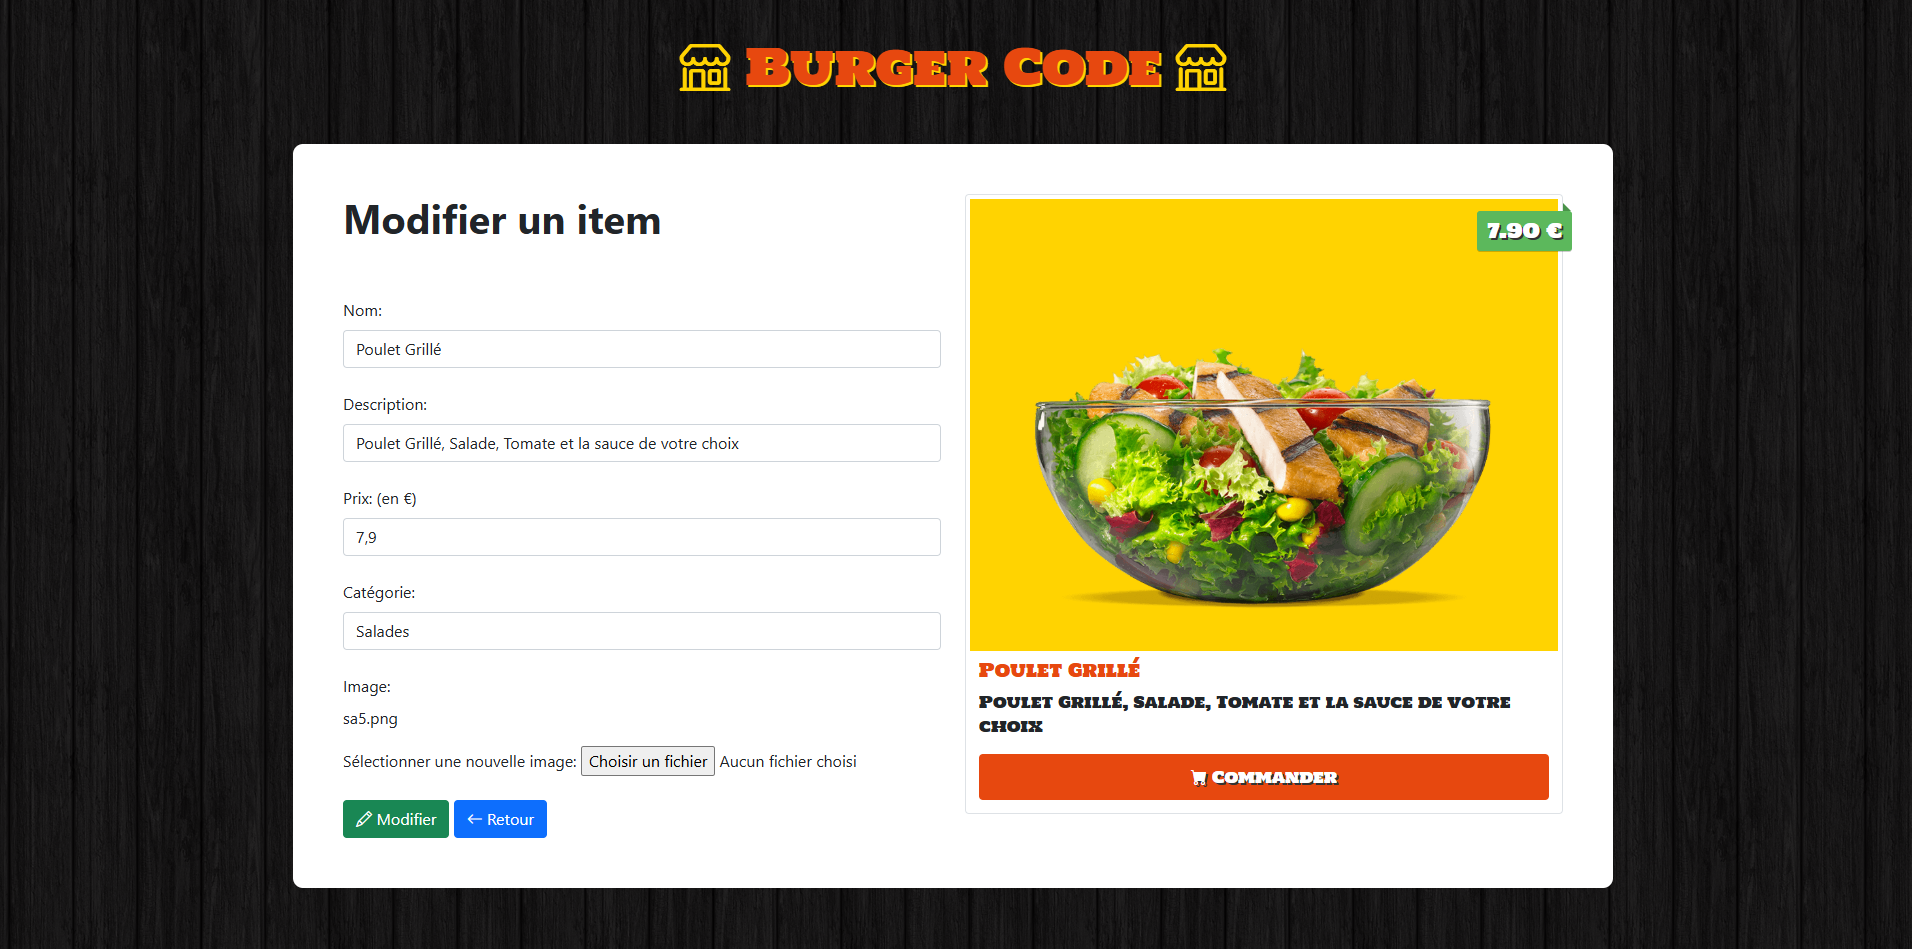 Burger Code
Modifier un item
Nom:
Poulet Grillé
Description:
Poulet Grillé, Salade, Tomate et la sauce de votre choix
Prix: (en €)
7,9
Catégorie:
Salades
Image:
sa5.png
Sélectionner une nouvelle image: Choisir un fichier Aucun fichier choisi
Modifier Retour
7.90 €
Poulet Grillé
Poulet Grillé, Salade, Tomate et la sauce de votre
choix
Commander